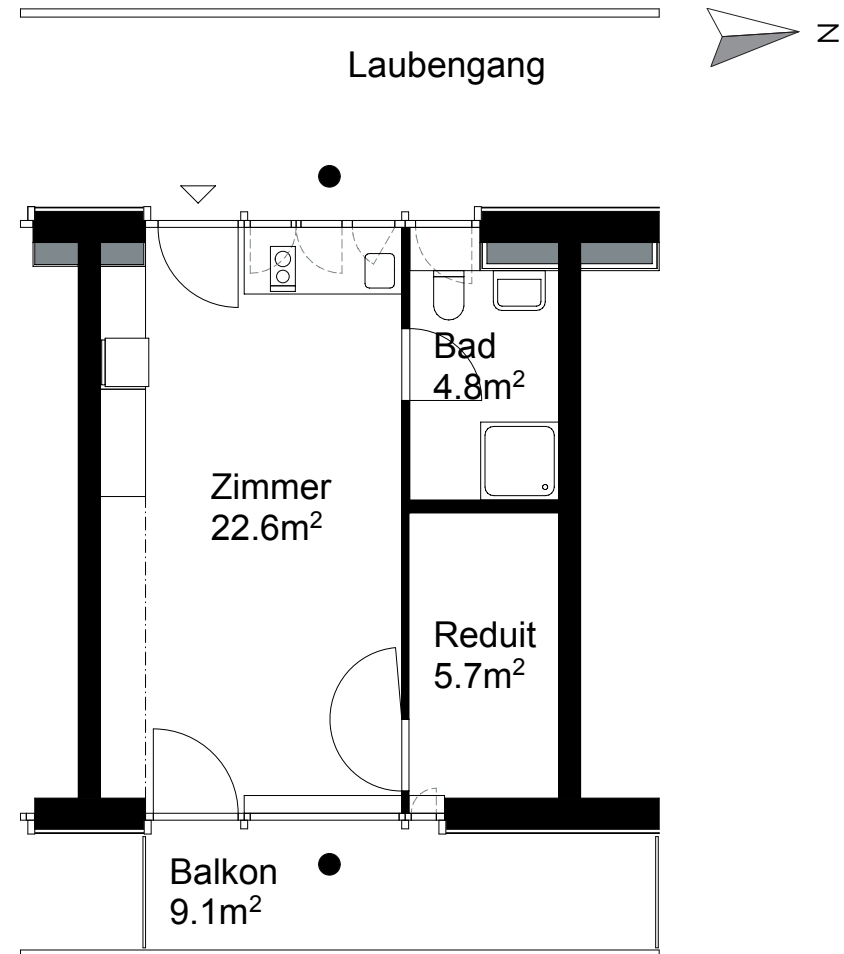 Laubengang
N
Bad
4.8m²
Zimmer
22.6m²
Reduit
5.7m²
Balkon
9.1m²